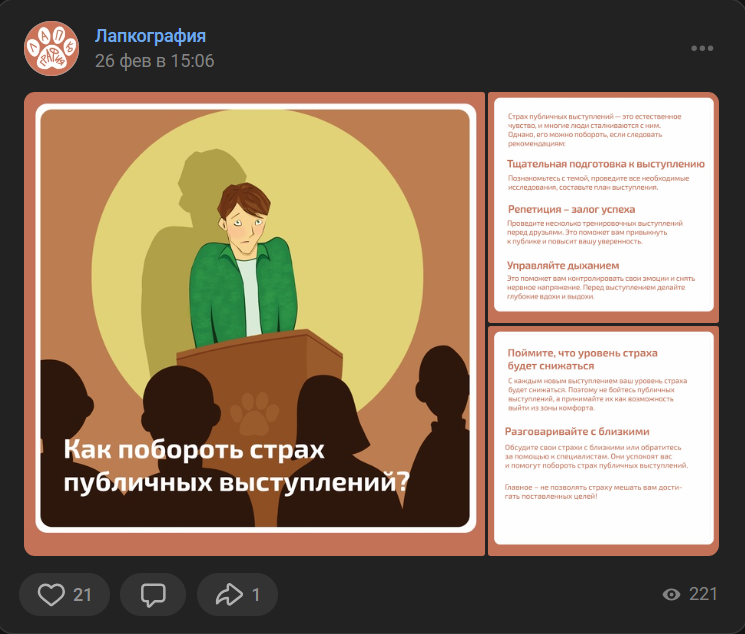 ЛАПКО
ГРАФИЯ
Лапкография
26 фев в 15:06
Как побороть страх
публичных выступлений?
Страх публичных выступлений — это естественное
чувство, и многие люди сталкиваются с ним.
Однако, его можно побороть, если следовать
рекомендациям:
Тщательная подготовка к выступлению
Познакомьтесь с темой, проведите все необходимые
исследования, составьте план выступления.
Репетиция – залог успеха
Проведите несколько тренировочных выступлений
перед друзьями. Это поможет вам привыкнуть
к публике и повысит вашу уверенность.
Управляйте дыханием
Это поможет вам контролировать свои эмоции и снять
нервное напряжение. Перед выступлением делайте
глубокие вдохи и выдохи.
Поймите, что уровень страха
будет снижаться
С каждым новым выступлением ваш уровень страха
будет снижаться. Поэтому не бойтесь публичных
выступлений, а принимайте их как возможность
выйти из зоны комфорта.
Разговаривайте с близкими
Обсудите свои страхи с близкими или обратитесь
за помощью к специалистам. Они успокоят вас
и помогут побороть страх публичных выступлений.
Главное – не позволять страху мешать вам дости-
гать поставленных целей!
21
1
221